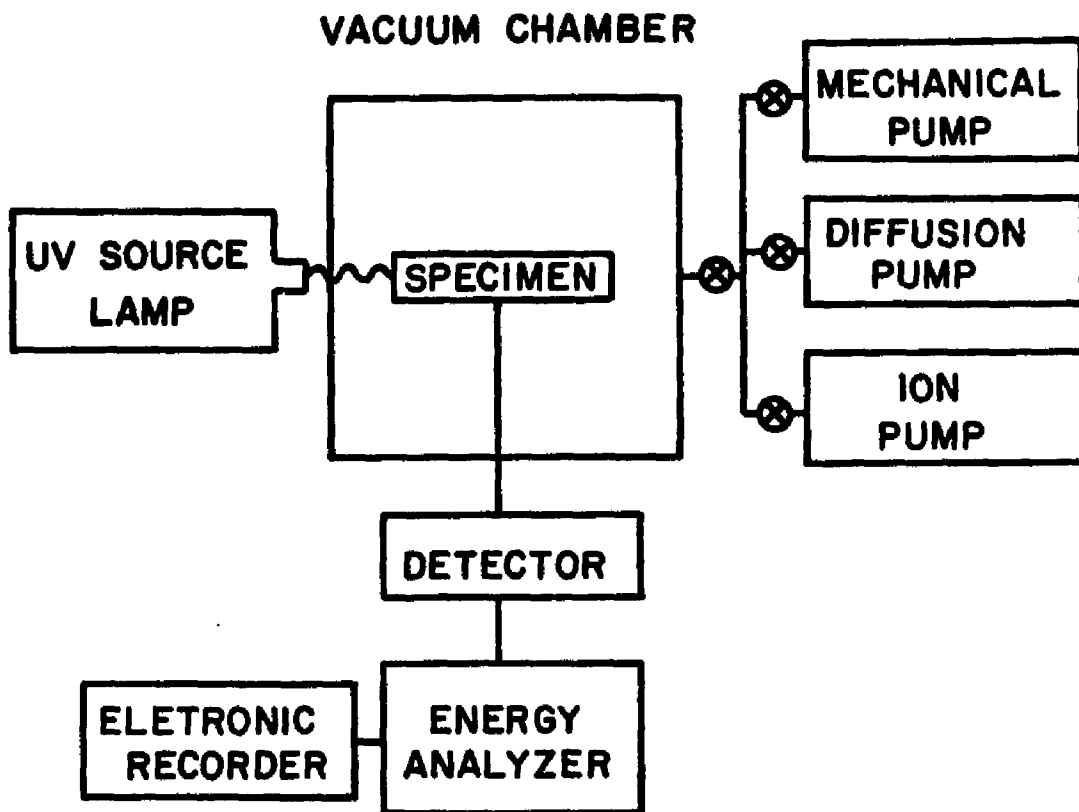 VACUUM CHAMBER
MECHANICAL
PUMP
UV SOURCE
LAMP
SPECIMEN
DIFFUSION
PUMP
ION
PUMP
DETECTOR
ELETRONIC
RECORDER
ENERGY
ANALYZER